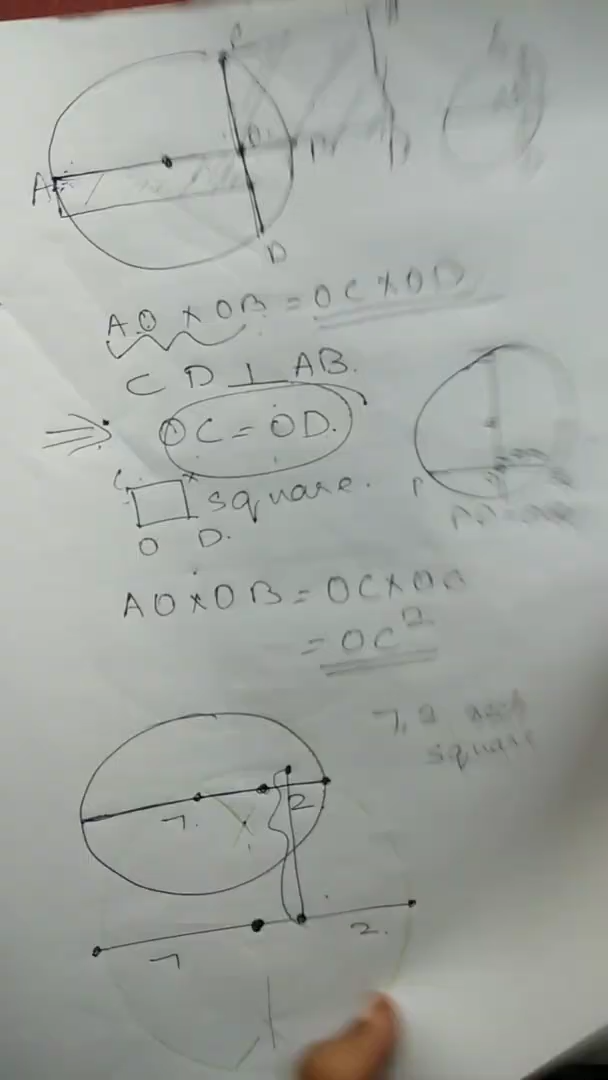 C
A
O
D
AO × OB = OC × OD
CD ⊥ AB.
⇒ OC = OD.
C
square.
O D.
P
AO × OB = OC × OD
= OC²
7, 2
square
7. 2
7 2.